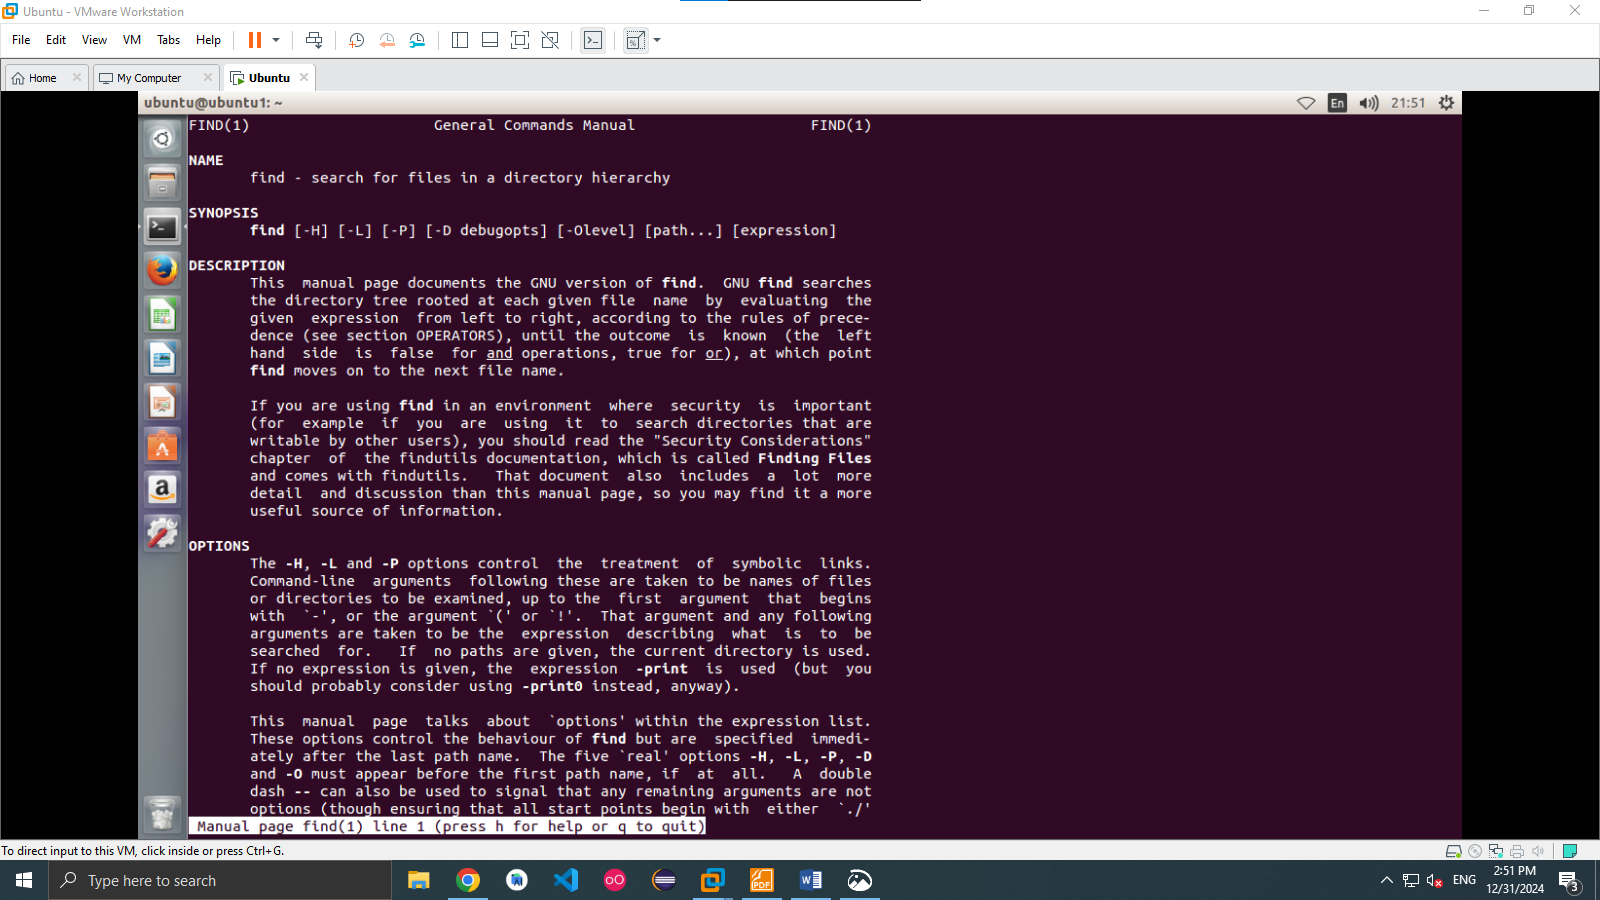 Ubuntu - VMware Workstation
File Edit View VM Tabs Help
Home My Computer Ubuntu
ubuntu@ubuntu1: ~ En 21:51
FIND(1) General Commands Manual FIND(1)
NAME
find - search for files in a directory hierarchy
SYNOPSIS
find [-H] [-L] [-P] [-D debugopts] [-Olevel] [path...] [expression]
DESCRIPTION
This manual page documents the GNU version of find. GNU find searches
the directory tree rooted at each given file name by evaluating the
given expression from left to right, according to the rules of prece-
dence (see section OPERATORS), until the outcome is known (the left
hand side is false for and operations, true for or), at which point
find moves on to the next file name.
If you are using find in an environment where security is important
(for example if you are using it to search directories that are
writable by other users), you should read the "Security Considerations"
chapter of the findutils documentation, which is called Finding Files
and comes with findutils. That document also includes a lot more
detail and discussion than this manual page, so you may find it a more
useful source of information.
OPTIONS
The -H, -L and -P options control the treatment of symbolic links.
Command-line arguments following these are taken to be names of files
or directories to be examined, up to the first argument that begins
with `-', or the argument `(' or `!'. That argument and any following
arguments are taken to be the expression describing what is to be
searched for. If no paths are given, the current directory is used.
If no expression is given, the expression -print is used (but you
should probably consider using -print0 instead, anyway).
This manual page talks about `options' within the expression list.
These options control the behaviour of find but are specified immedi-
ately after the last path name. The five `real' options -H, -L, -P, -D
and -O must appear before the first path name, if at all. A double
dash -- can also be used to signal that any remaining arguments are not
options (though ensuring that all start points begin with either `./'
Manual page find(1) line 1 (press h for help or q to quit)
To direct input to this VM, click inside or press Ctrl+G.
Type here to search
ENG
2:51 PM
12/31/2024
3